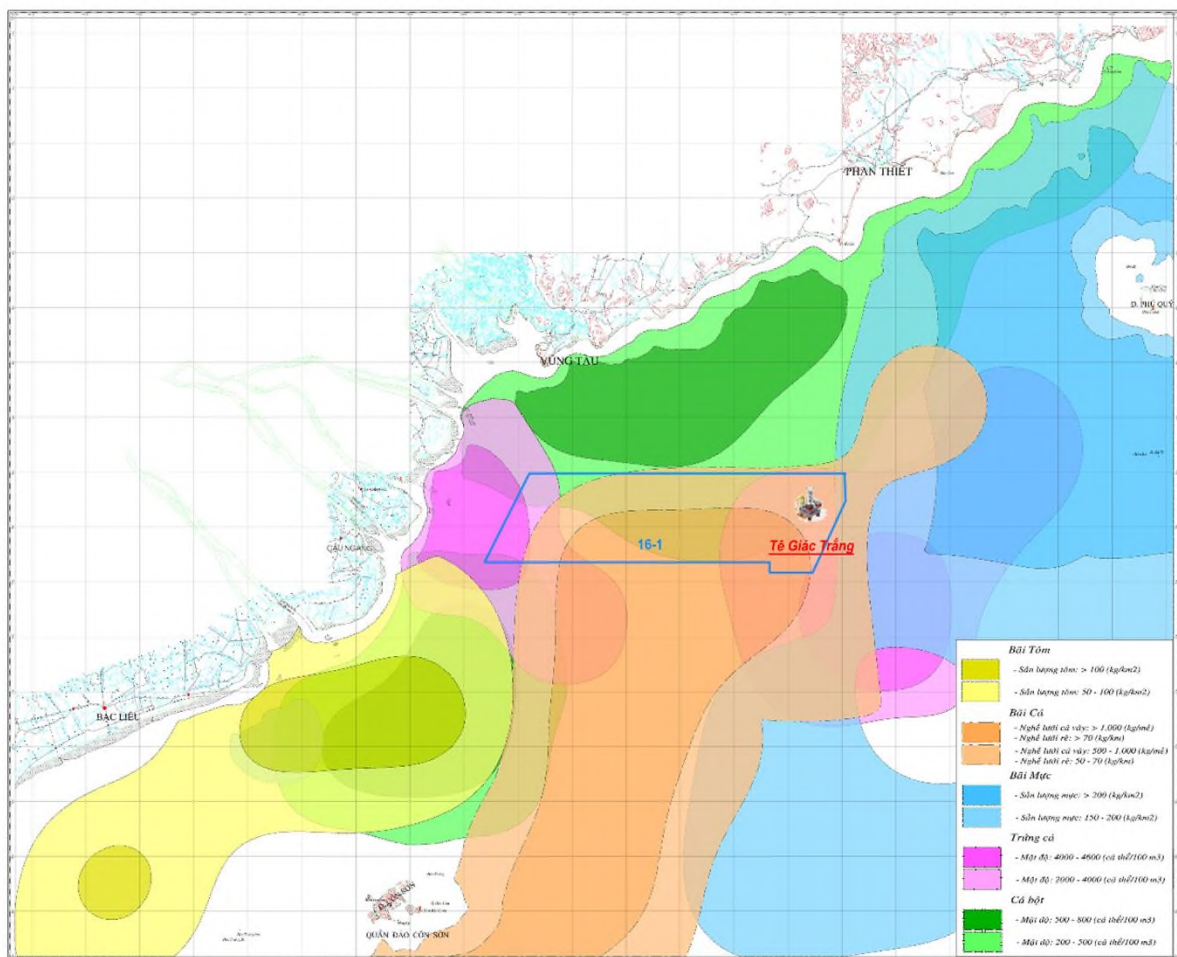 PHAN THIẾT
Đ. PHÚ QUÝ
VŨNG TÀU
CẦU NGANG
16-1
Tê Giác Trắng
BẠC LIÊU
Đ. CÔN SƠN
QUẦN ĐẢO CÔN SƠN
Bãi Tôm
- Sản lượng tôm: > 100 (kg/km2)
- Sản lượng tôm: 50 - 100 (kg/km2)
Bãi Cá
- Nghề lưới cá vây: > 1.000 (kg/mẻ)
- Nghề lưới rê: > 70 (kg/km)
- Nghề lưới cá vây: 500 - 1.000 (kg/mẻ)
- Nghề lưới rê: 50 - 70 (kg/km)
Bãi Mực
- Sản lượng mực: > 200 (kg/km2)
- Sản lượng mực: 150 - 200 (kg/km2)
Trứng cá
- Mật độ: 4000 - 4600 (cá thể/100 m3)
- Mật độ: 2000 - 4000 (cá thể/100 m3)
Cá bột
- Mật độ: 500 - 800 (cá thể/100 m3)
- Mật độ: 200 - 500 (cá thể/100 m3)